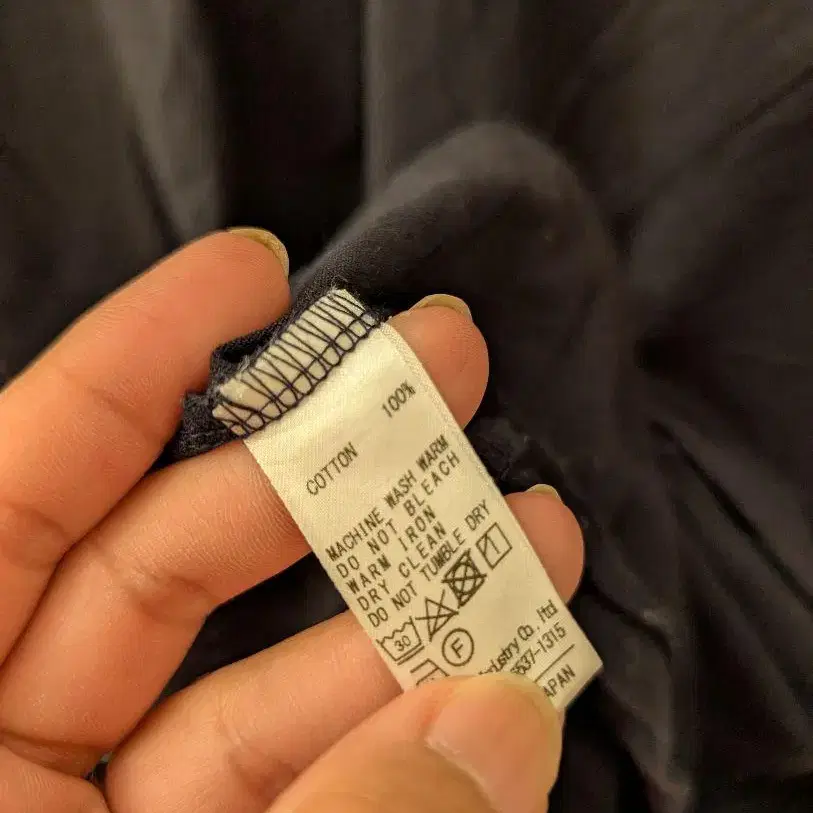 COTTON 100%
MACHINE WASH WARM
DO NOT BLEACH
WARM IRON
DRY CLEAN
DO NOT TUMBLE DRY
30
F
Co., ltd
537-1315